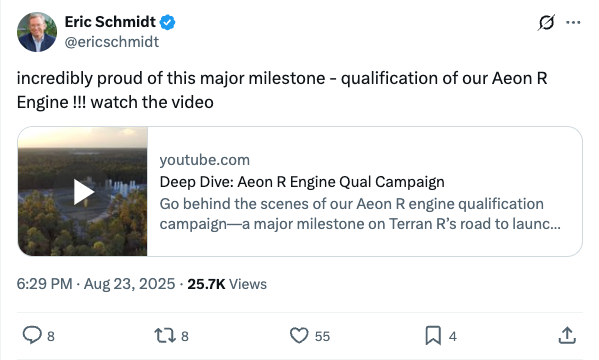 Eric Schmidt
@ericschmidt
incredibly proud of this major milestone - qualification of our Aeon R
Engine !!! watch the video
youtube.com
Deep Dive: Aeon R Engine Qual Campaign
Go behind the scenes of our Aeon R engine qualification
campaign—a major milestone on Terran R’s road to launc...
6:29 PM · Aug 23, 2025 · 25.7K Views
8 8 55 4